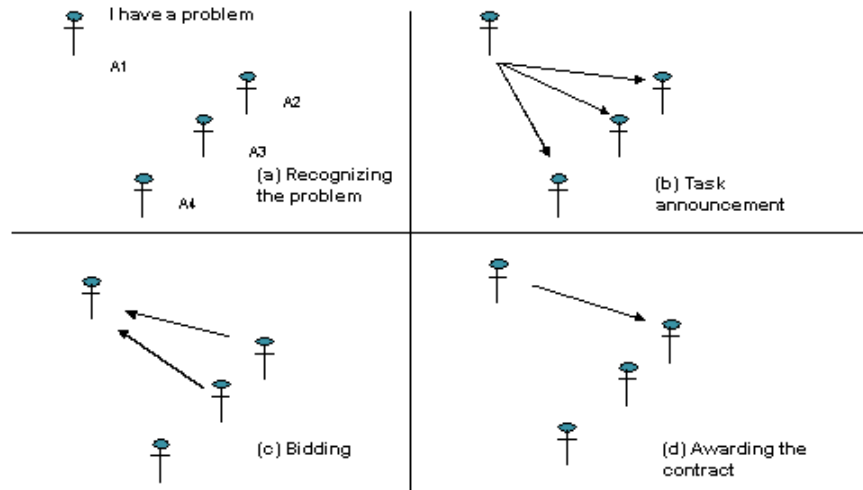 I have a problem
A1
A2
A3
A4
(a) Recognizing
the problem
(b) Task
announcement
(c) Bidding
(d) Awarding the
contract